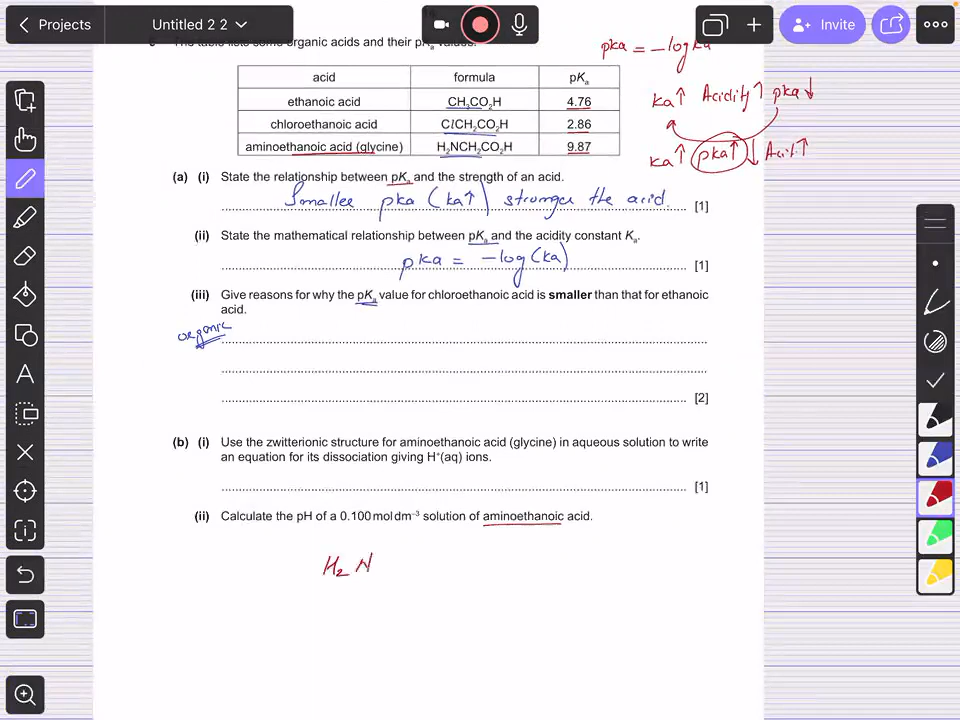 Projects
Untitled 2 2
Invite
The table lists some organic acids and their pKa values.
pka = -log ka
acid formula pKa
ethanoic acid CH3CO2H 4.76
chloroethanoic acid ClCH2CO2H 2.86
aminoethanoic acid (glycine) H2NCH2CO2H 9.87
ka↑ Acidity↑ pka↓
ka↑ pka↑↓ Acid↑
(a) (i) State the relationship between pKa and the strength of an acid.
Smaller pka (ka↑) stronger the acid. [1]
(ii) State the mathematical relationship between pKa and the acidity constant Ka.
pka = -log(ka) [1]
(iii) Give reasons for why the pKa value for chloroethanoic acid is smaller than that for ethanoic
acid.
organic
[2]
(b) (i) Use the zwitterionic structure for aminoethanoic acid (glycine) in aqueous solution to write
an equation for its dissociation giving H⁺(aq) ions.
[1]
(ii) Calculate the pH of a 0.100 mol dm⁻³ solution of aminoethanoic acid.
H2 N